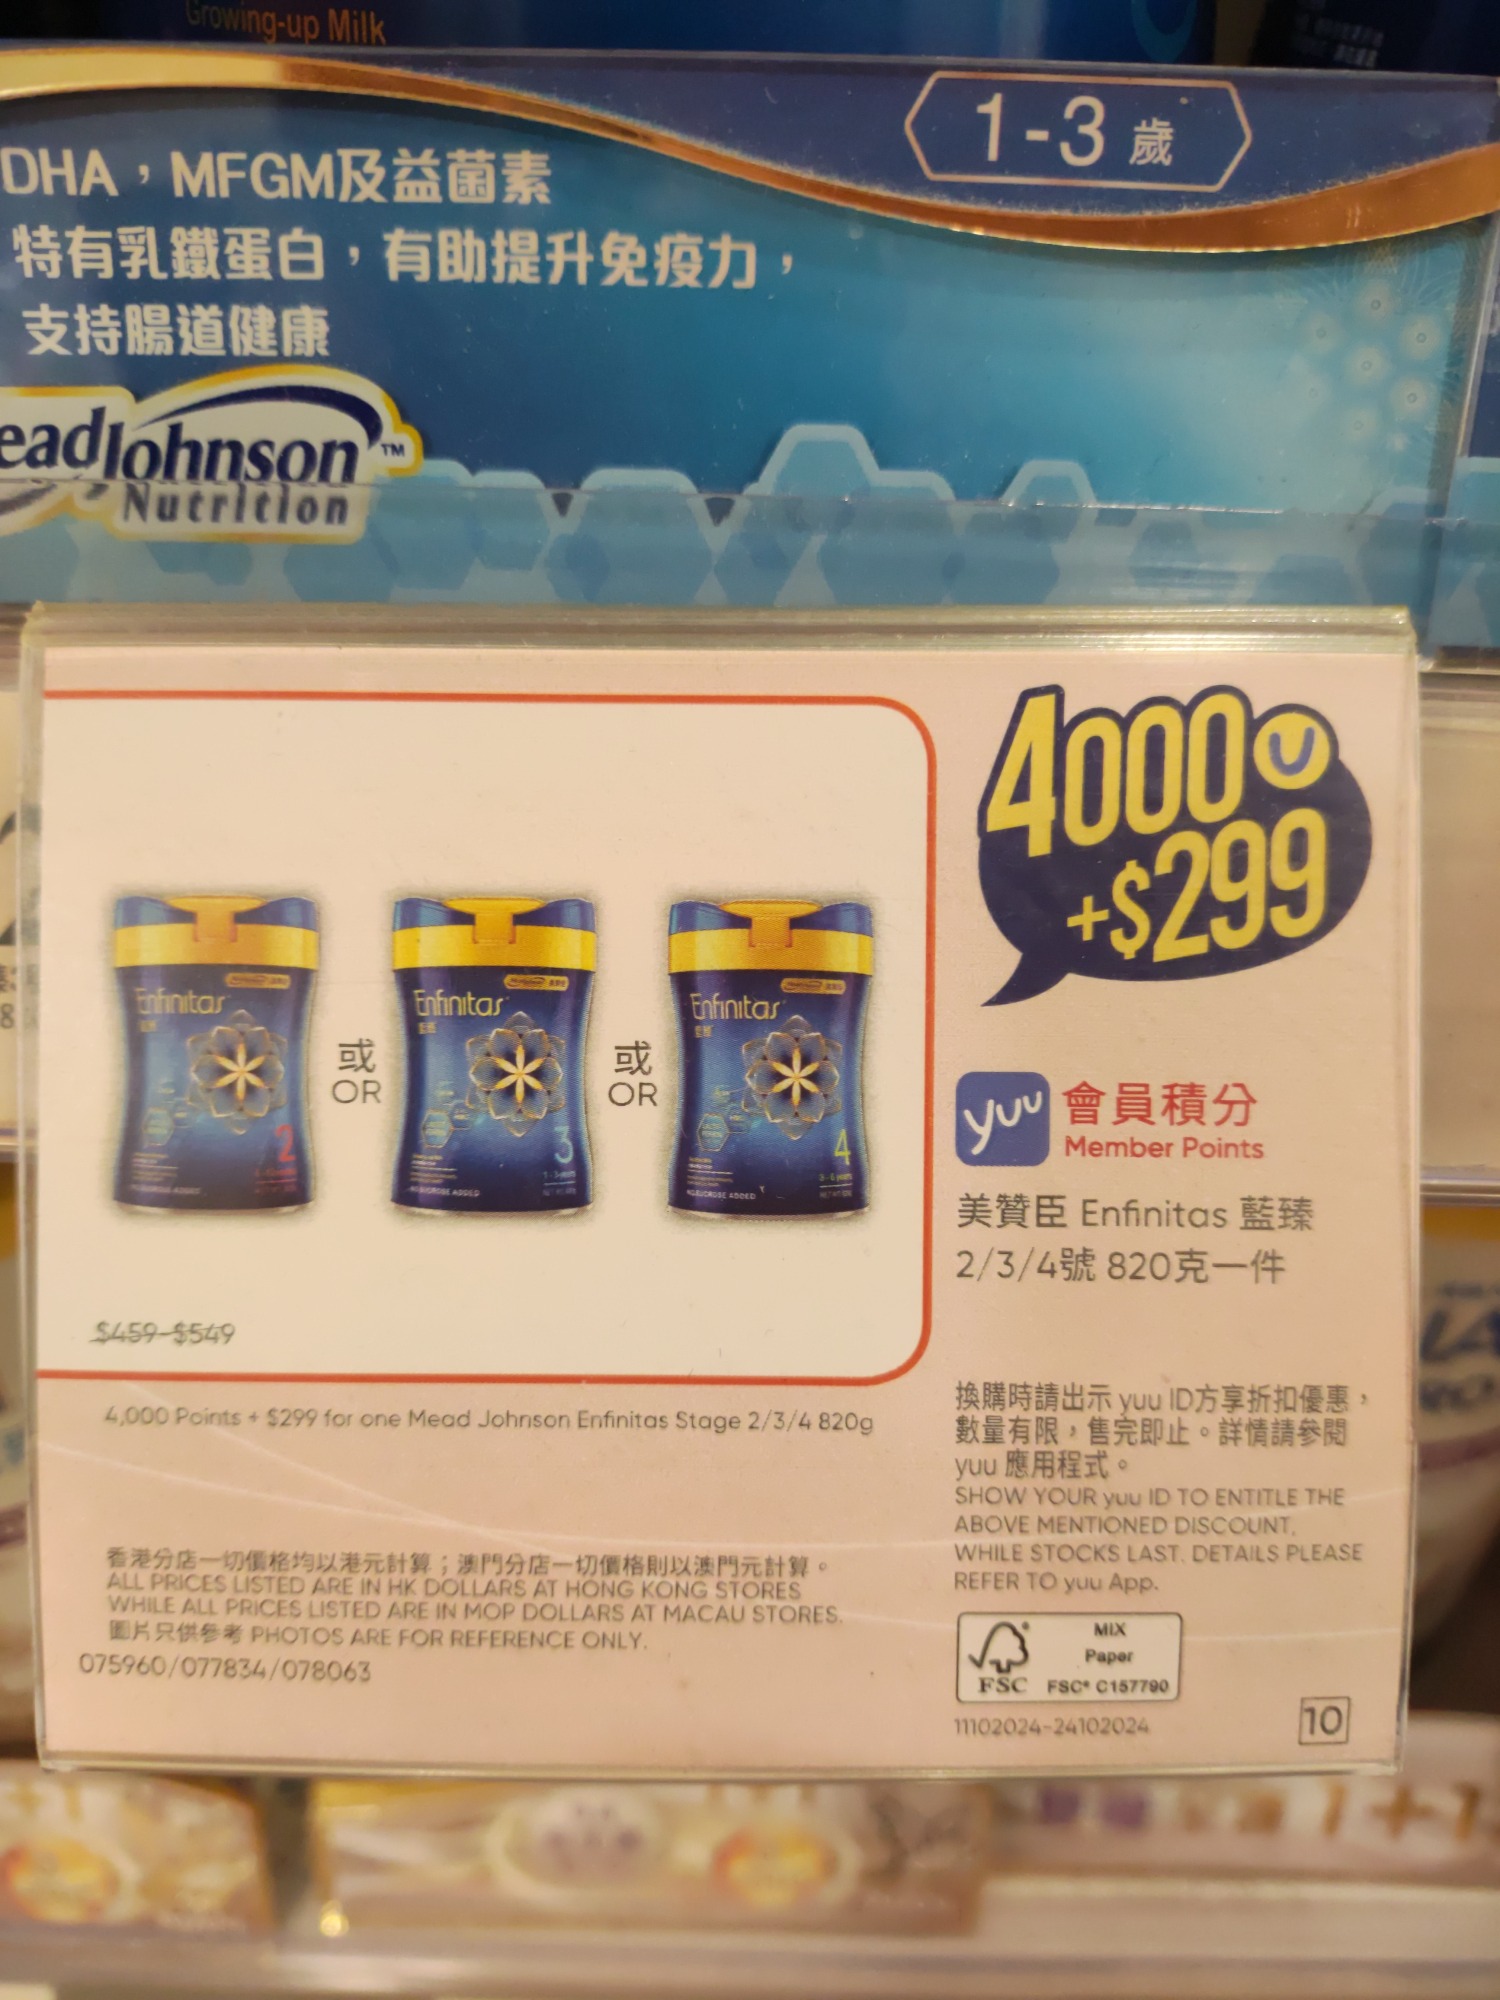 Growing-up Milk
1-3 歲
DHA，MFGM及益菌素
特有乳鐵蛋白，有助提升免疫力，
支持腸道健康
eadJohnson™
Nutrition
4000
+$299
Enfinitas
2
或
OR
Enfinitas
3
1-3 years
或
OR
Enfinitas
4
NO SUCROSE ADDED
yuu 會員積分
Member Points
美贊臣 Enfinitas 藍臻
2/3/4號 820克一件
$459-$549
4,000 Points + $299 for one Mead Johnson Enfinitas Stage 2/3/4 820g
換購時請出示 yuu ID方享折扣優惠，
數量有限，售完即止。詳情請參閱
yuu 應用程式。
SHOW YOUR yuu ID TO ENTITLE THE
ABOVE MENTIONED DISCOUNT.
WHILE STOCKS LAST. DETAILS PLEASE
REFER TO yuu App.
香港分店一切價格均以港元計算；澳門分店一切價格則以澳門元計算。
ALL PRICES LISTED ARE IN HK DOLLARS AT HONG KONG STORES
WHILE ALL PRICES LISTED ARE IN MOP DOLLARS AT MACAU STORES.
圖片只供參考 PHOTOS ARE FOR REFERENCE ONLY.
075960/077834/078063
FSC
MIX
Paper
FSC® C157790
11102024-24102024
10
1+1